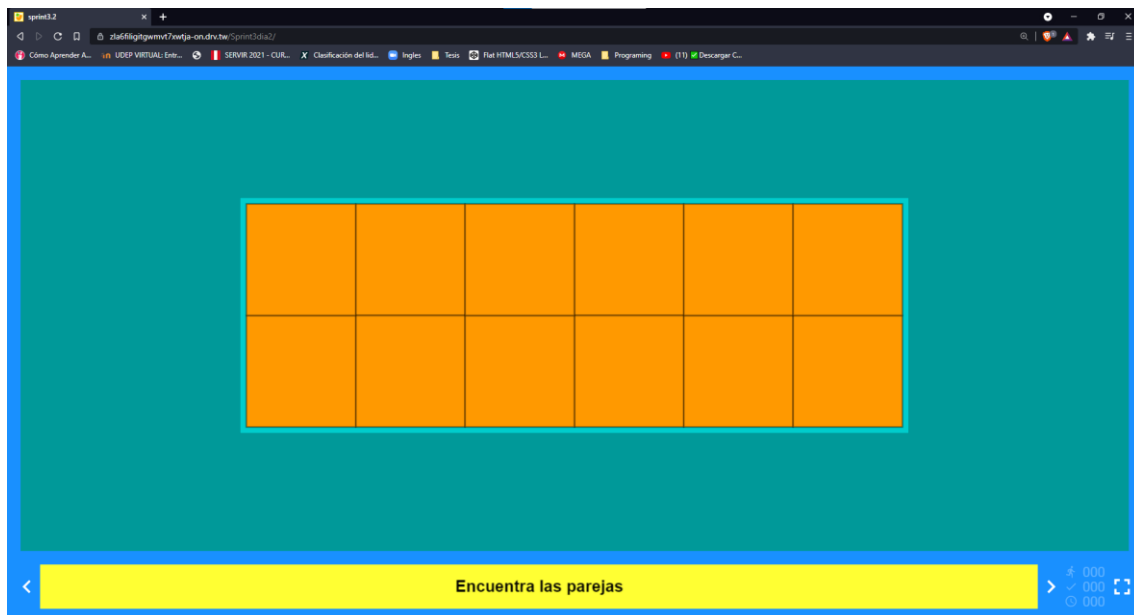 sprint3.2
zla6filigitgwmvt7xwtja-on.drv.tw/Sprint3dia2/
Cómo Aprender A... UDEP VIRTUAL: Entr... SERVIR 2021 - CUR... Clasificación del lid... Ingles Tesis Flat HTML5/CSS3 L... MEGA Programing (11) Descargar C...
Encuentra las parejas
000
000
000